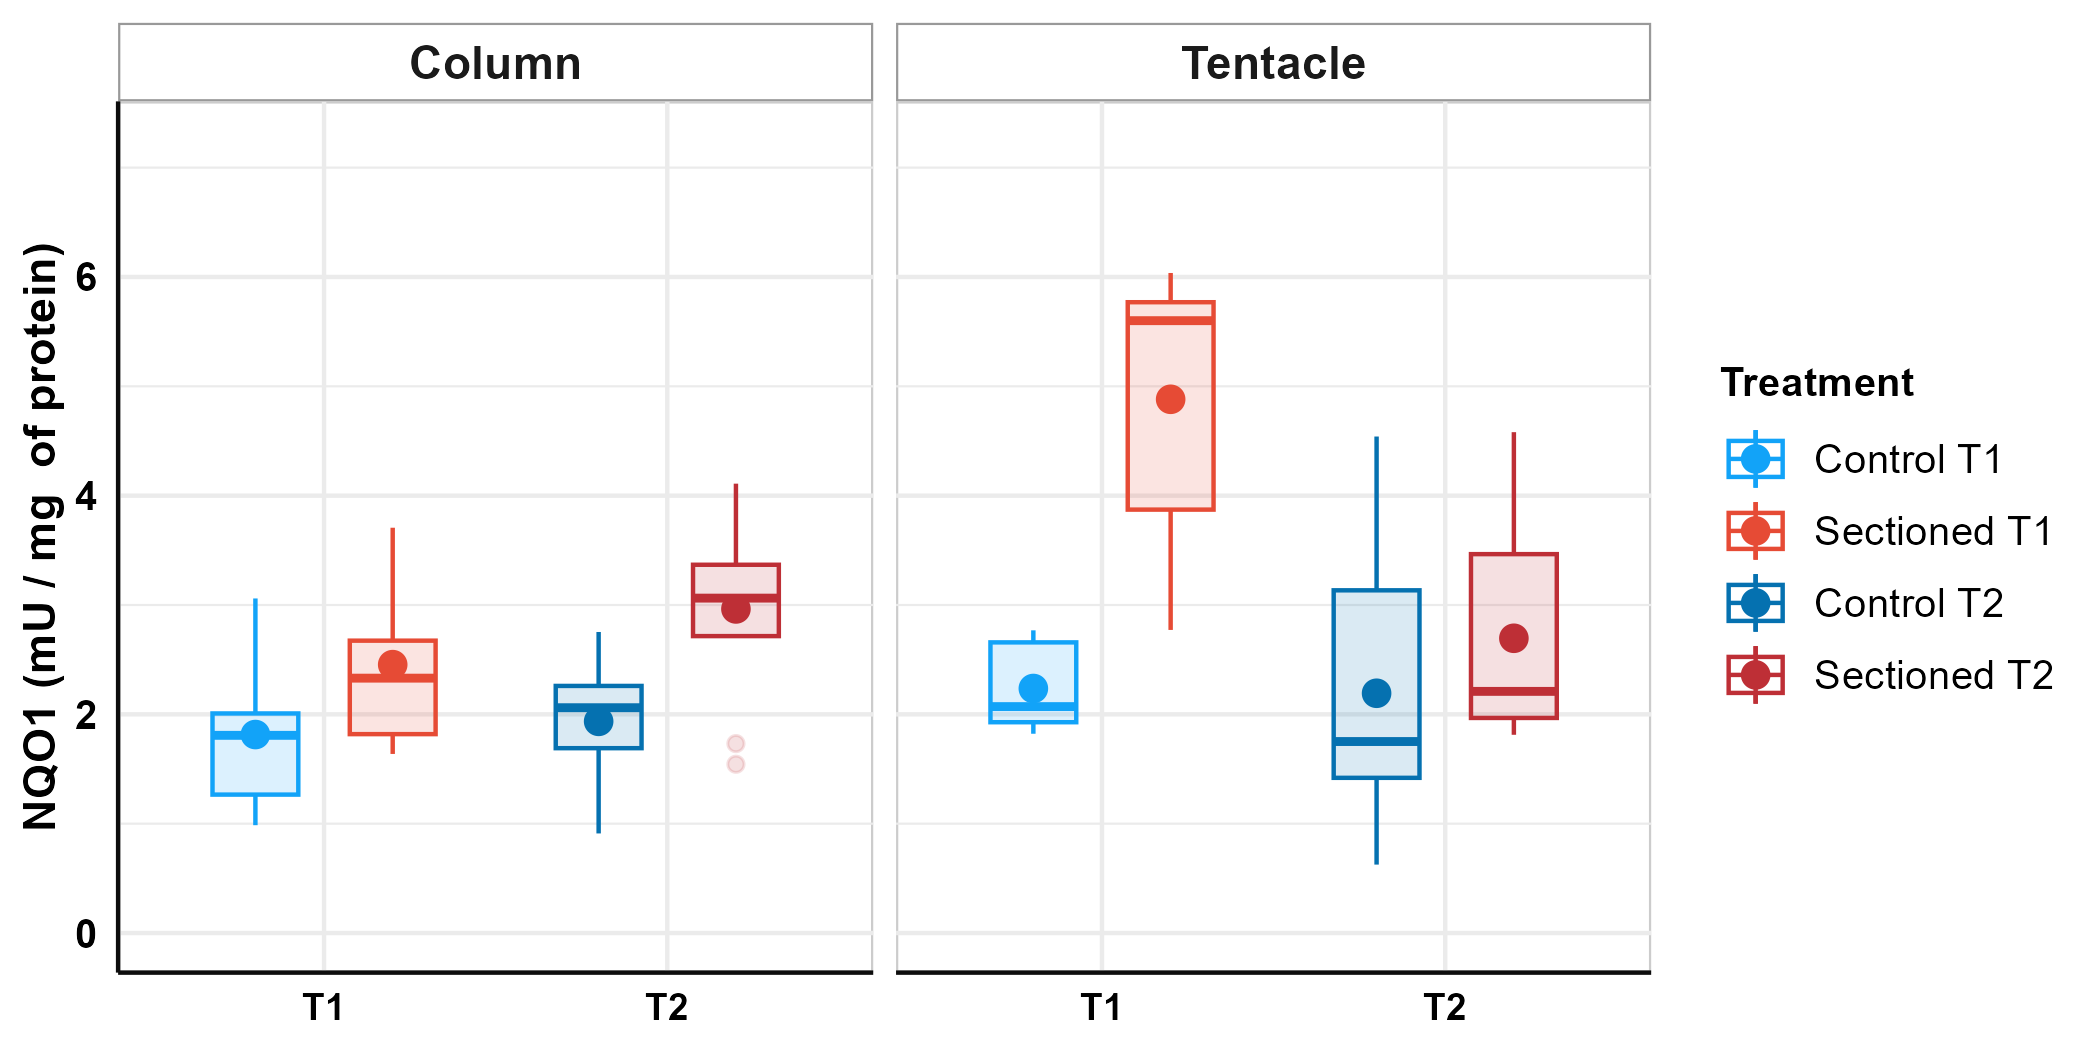 Column
Tentacle
NQO1 (mU / mg  of protein)
6
4
2
0
T1
T2
T1
T2
Treatment
Control T1
Sectioned T1
Control T2
Sectioned T2